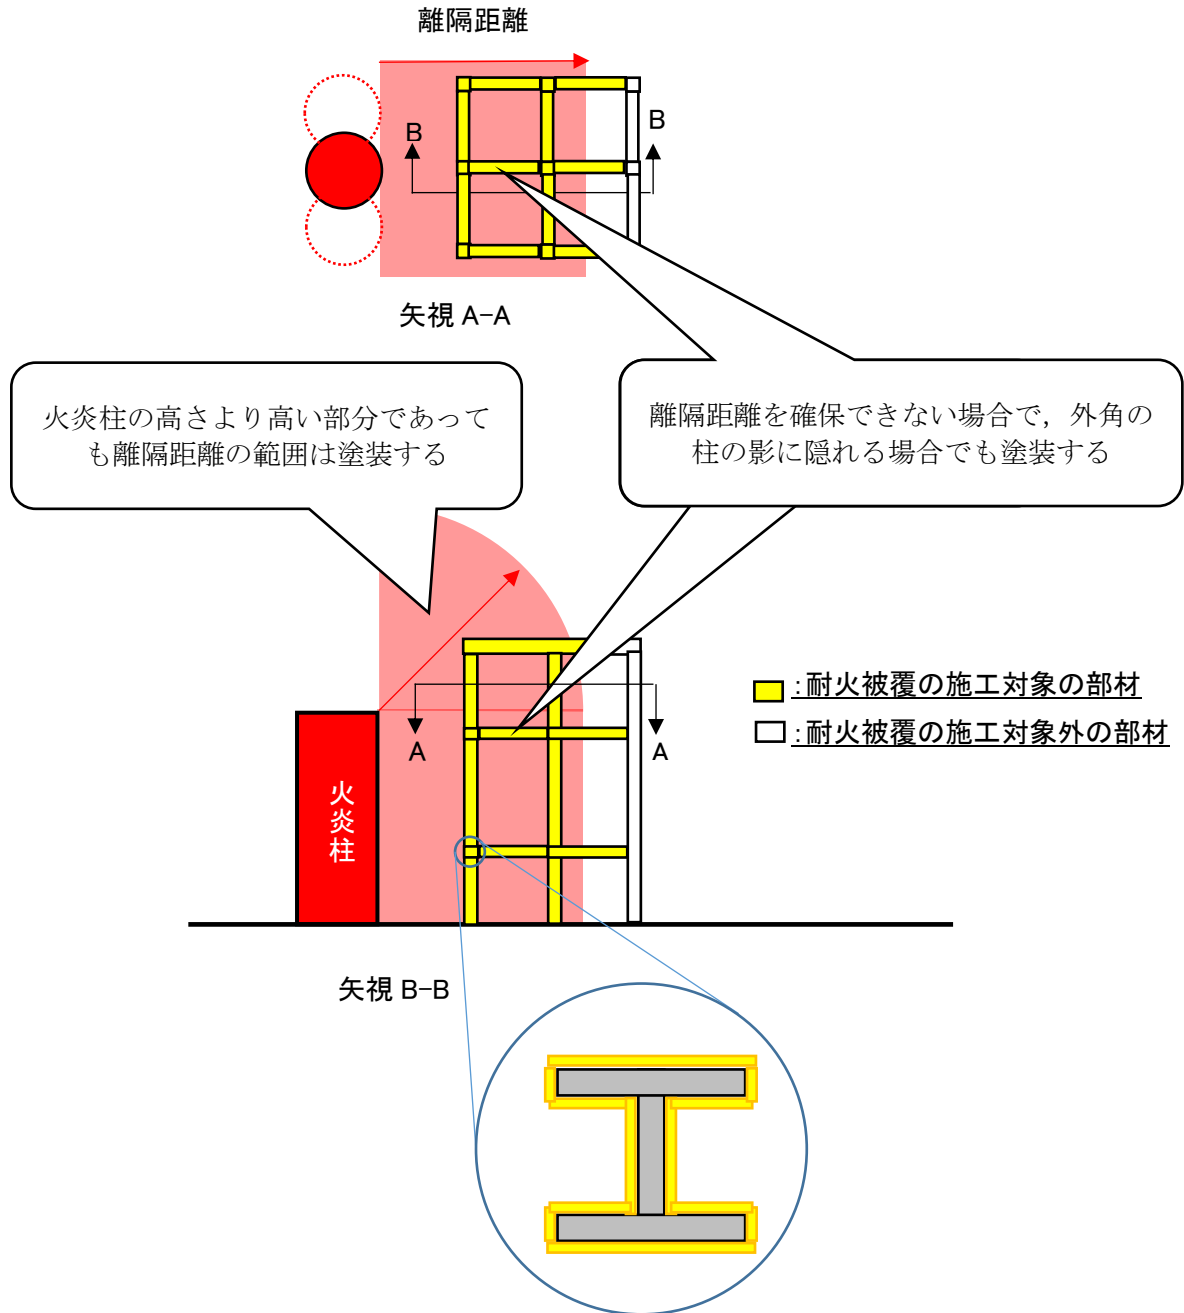 離隔距離
B
B
矢視 A-A
火炎柱の高さより高い部分であって
も離隔距離の範囲は塗装する
離隔距離を確保できない場合で，外角の
柱の影に隠れる場合でも塗装する
：耐火被覆の施工対象の部材
：耐火被覆の施工対象外の部材
A
A
火炎柱
矢視 B-B